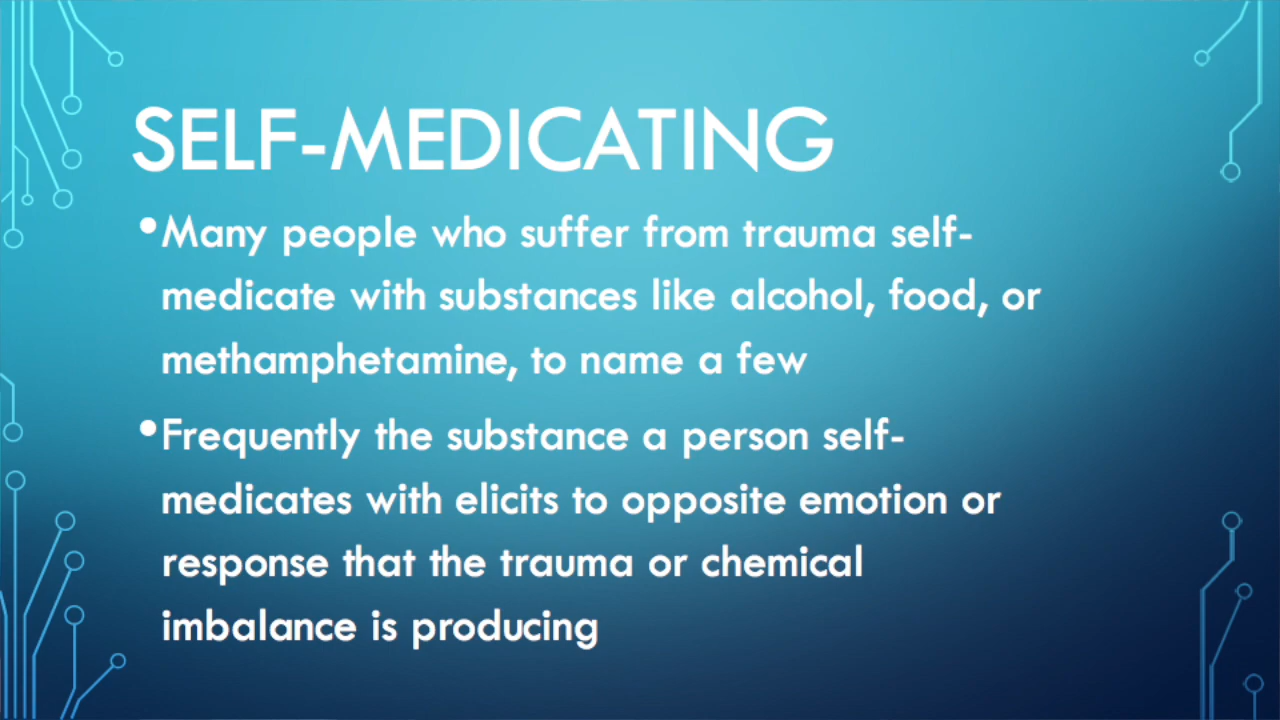 SELF-MEDICATING
•Many people who suffer from trauma self-
medicate with substances like alcohol, food, or
methamphetamine, to name a few
•Frequently the substance a person self-
medicates with elicits to opposite emotion or
response that the trauma or chemical
imbalance is producing